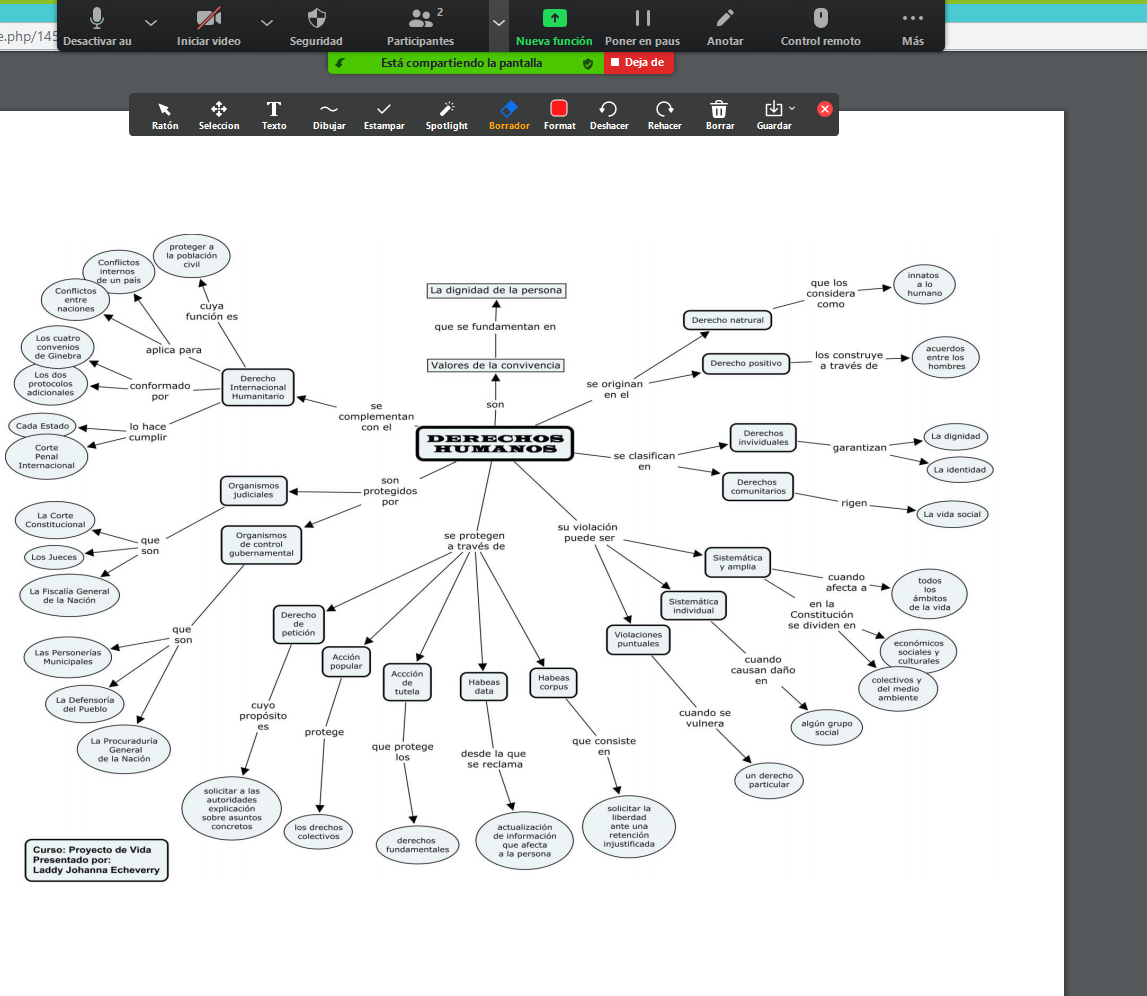 e.php/145
Desactivar au
Iniciar video
Seguridad
Participantes
2
Nueva función
Poner en paus
Anotar
Control remoto
Más
Está compartiendo la pantalla
Deja de
Ratón
Seleccion
Texto
Dibujar
Estampar
Spotlight
Borrador
Format
Deshacer
Rehacer
Borrar
Guardar
proteger a
la población
civil
Conflictos
internos
de un país
Conflictos
entre
naciones
cuya
función es
aplica para
Los cuatro
convenios
de Ginebra
Los dos
protocolos
adicionales
conformado
por
Derecho
Internacional
Humanitario
Cada Estado
Corte
Penal
Internacional
lo hace
cumplir
se
complementan
con el
La dignidad de la persona
que se fundamentan en
Valores de la convivencia
son
DERECHOS
HUMANOS
se originan
en el
Derecho natrural
que los
considera
como
innatos
a lo
humano
Derecho positivo
los construye
a través de
acuerdos
entre los
hombres
se clasifican
en
Derechos
invividuales
garantizan
La dignidad
La identidad
Derechos
comunitarios
rigen
La vida social
son
protegidos
por
Organismos
judiciales
Organismos
de control
gubernamental
que
son
La Corte
Constitucional
Los Jueces
La Fiscalía General
de la Nación
que
son
Las Personerías
Municipales
La Defensoría
del Pueblo
La Procuraduría
General
de la Nación
se protegen
a través de
Derecho
de
petición
Acción
popular
Accción
de
tutela
Habeas
data
Habeas
corpus
cuyo
propósito
es
protege
que protege
los
desde la que
se reclama
que consiste
en
solicitar a las
autoridades
explicación
sobre asuntos
concretos
los drechos
colectivos
derechos
fundamentales
actualización
de información
que afecta
a la persona
solicitar la
liberdad
ante una
retención
injustificada
su violación
puede ser
Sistemática
y amplia
cuando
afecta a
todos
los
ámbitos
de la vida
en la
Constitución
se dividen en
económicos
sociales y
culturales
colectivos y
del medio
ambiente
Sistemática
individual
cuando
causan daño
en
algún grupo
social
Violaciones
puntuales
cuando se
vulnera
un derecho
particular
Curso: Proyecto de Vida
Presentado por:
Laddy Johanna Echeverry